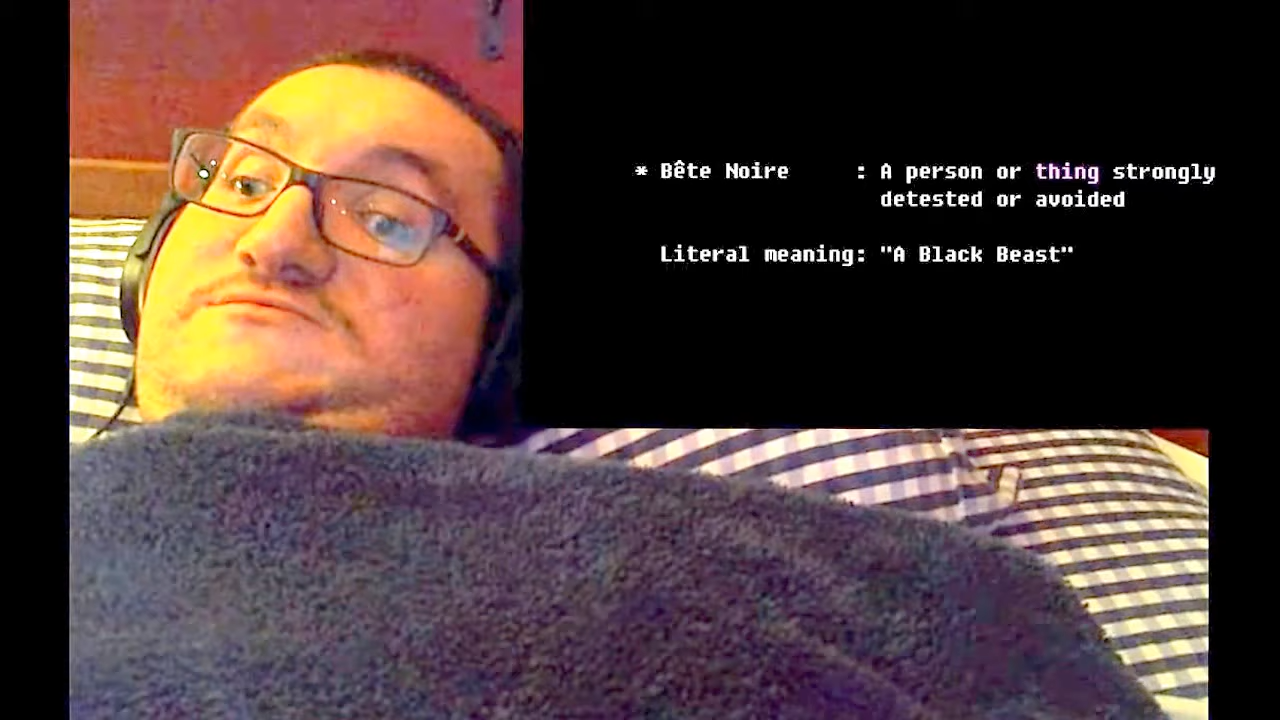 * Bête Noire : A person or thing strongly
detested or avoided
Literal meaning: "A Black Beast"